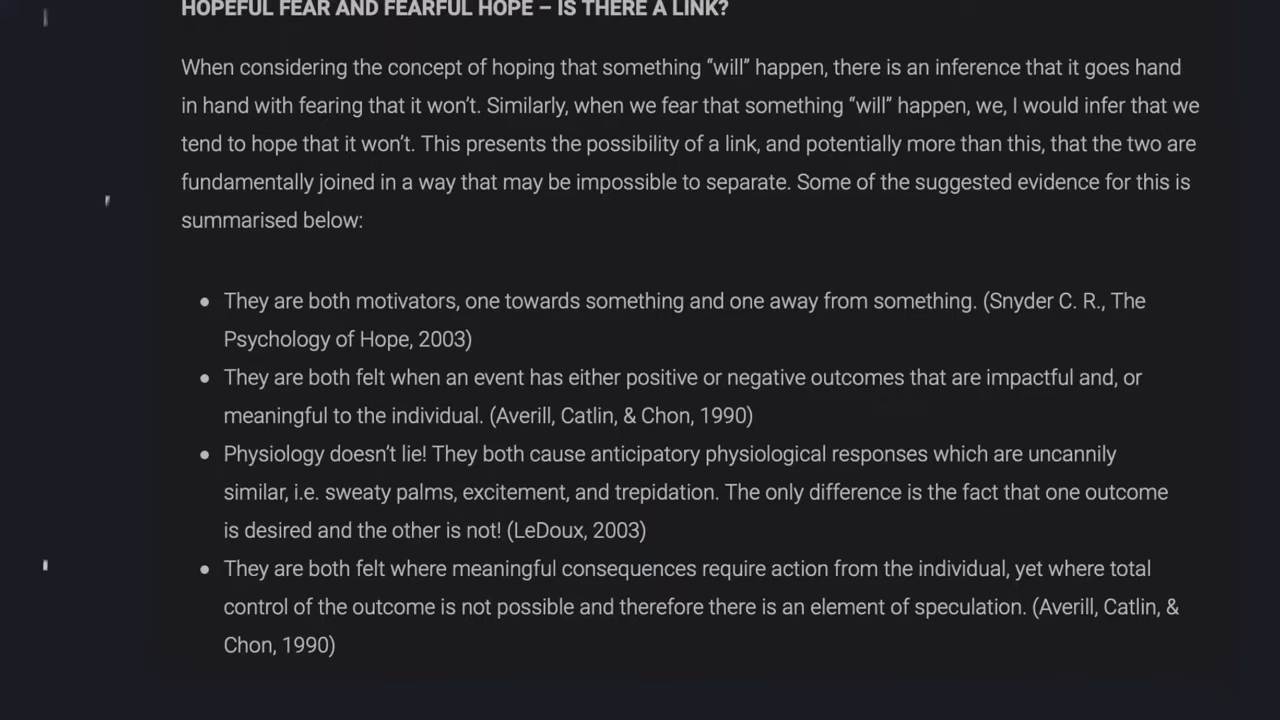 HOPEFUL FEAR AND FEARFUL HOPE – IS THERE A LINK?
When considering the concept of hoping that something “will” happen, there is an inference that it goes hand
in hand with fearing that it won’t. Similarly, when we fear that something “will” happen, we, I would infer that we
tend to hope that it won’t. This presents the possibility of a link, and potentially more than this, that the two are
fundamentally joined in a way that may be impossible to separate. Some of the suggested evidence for this is
summarised below:
• They are both motivators, one towards something and one away from something. (Snyder C. R., The
Psychology of Hope, 2003)
• They are both felt when an event has either positive or negative outcomes that are impactful and, or
meaningful to the individual. (Averill, Catlin, & Chon, 1990)
• Physiology doesn’t lie! They both cause anticipatory physiological responses which are uncannily
similar, i.e. sweaty palms, excitement, and trepidation. The only difference is the fact that one outcome
is desired and the other is not! (LeDoux, 2003)
• They are both felt where meaningful consequences require action from the individual, yet where total
control of the outcome is not possible and therefore there is an element of speculation. (Averill, Catlin, &
Chon, 1990)